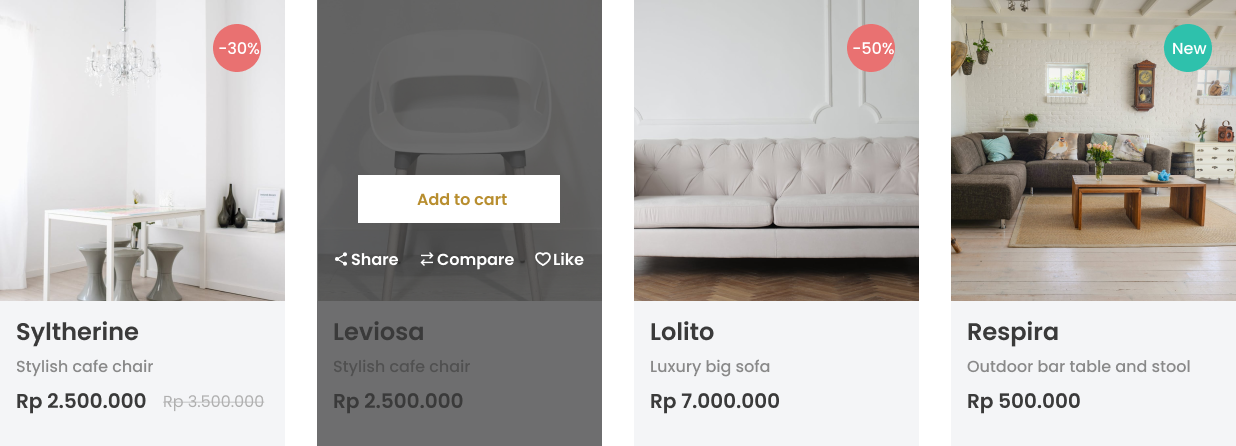 -30%
Syltherine
Stylish cafe chair
Rp 2.500.000 Rp 3.500.000
Add to cart
Share Compare Like
Leviosa
Stylish cafe chair
Rp 2.500.000
-50%
Lolito
Luxury big sofa
Rp 7.000.000
New
Respira
Outdoor bar table and stool
Rp 500.000